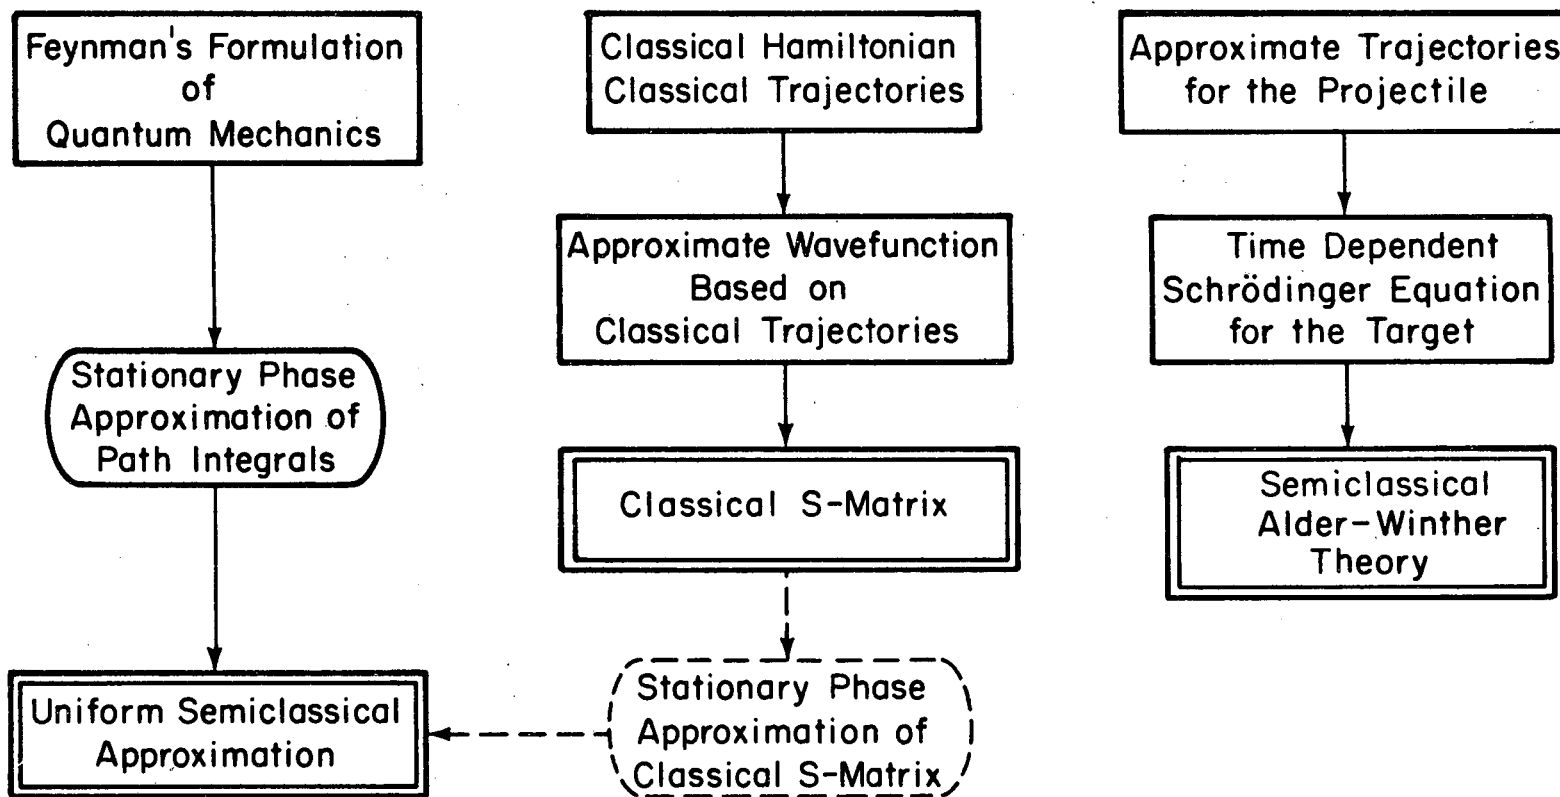 Feynman's Formulation
of
Quantum Mechanics
Stationary Phase
Approximation of
Path Integrals
Uniform Semiclassical
Approximation
Classical Hamiltonian
Classical Trajectories
Approximate Wavefunction
Based on
Classical Trajectories
Classical S-Matrix
Stationary Phase
Approximation of
Classical S-Matrix
Approximate Trajectories
for the Projectile
Time Dependent
Schrödinger Equation
for the Target
Semiclassical
Alder-Winther
Theory